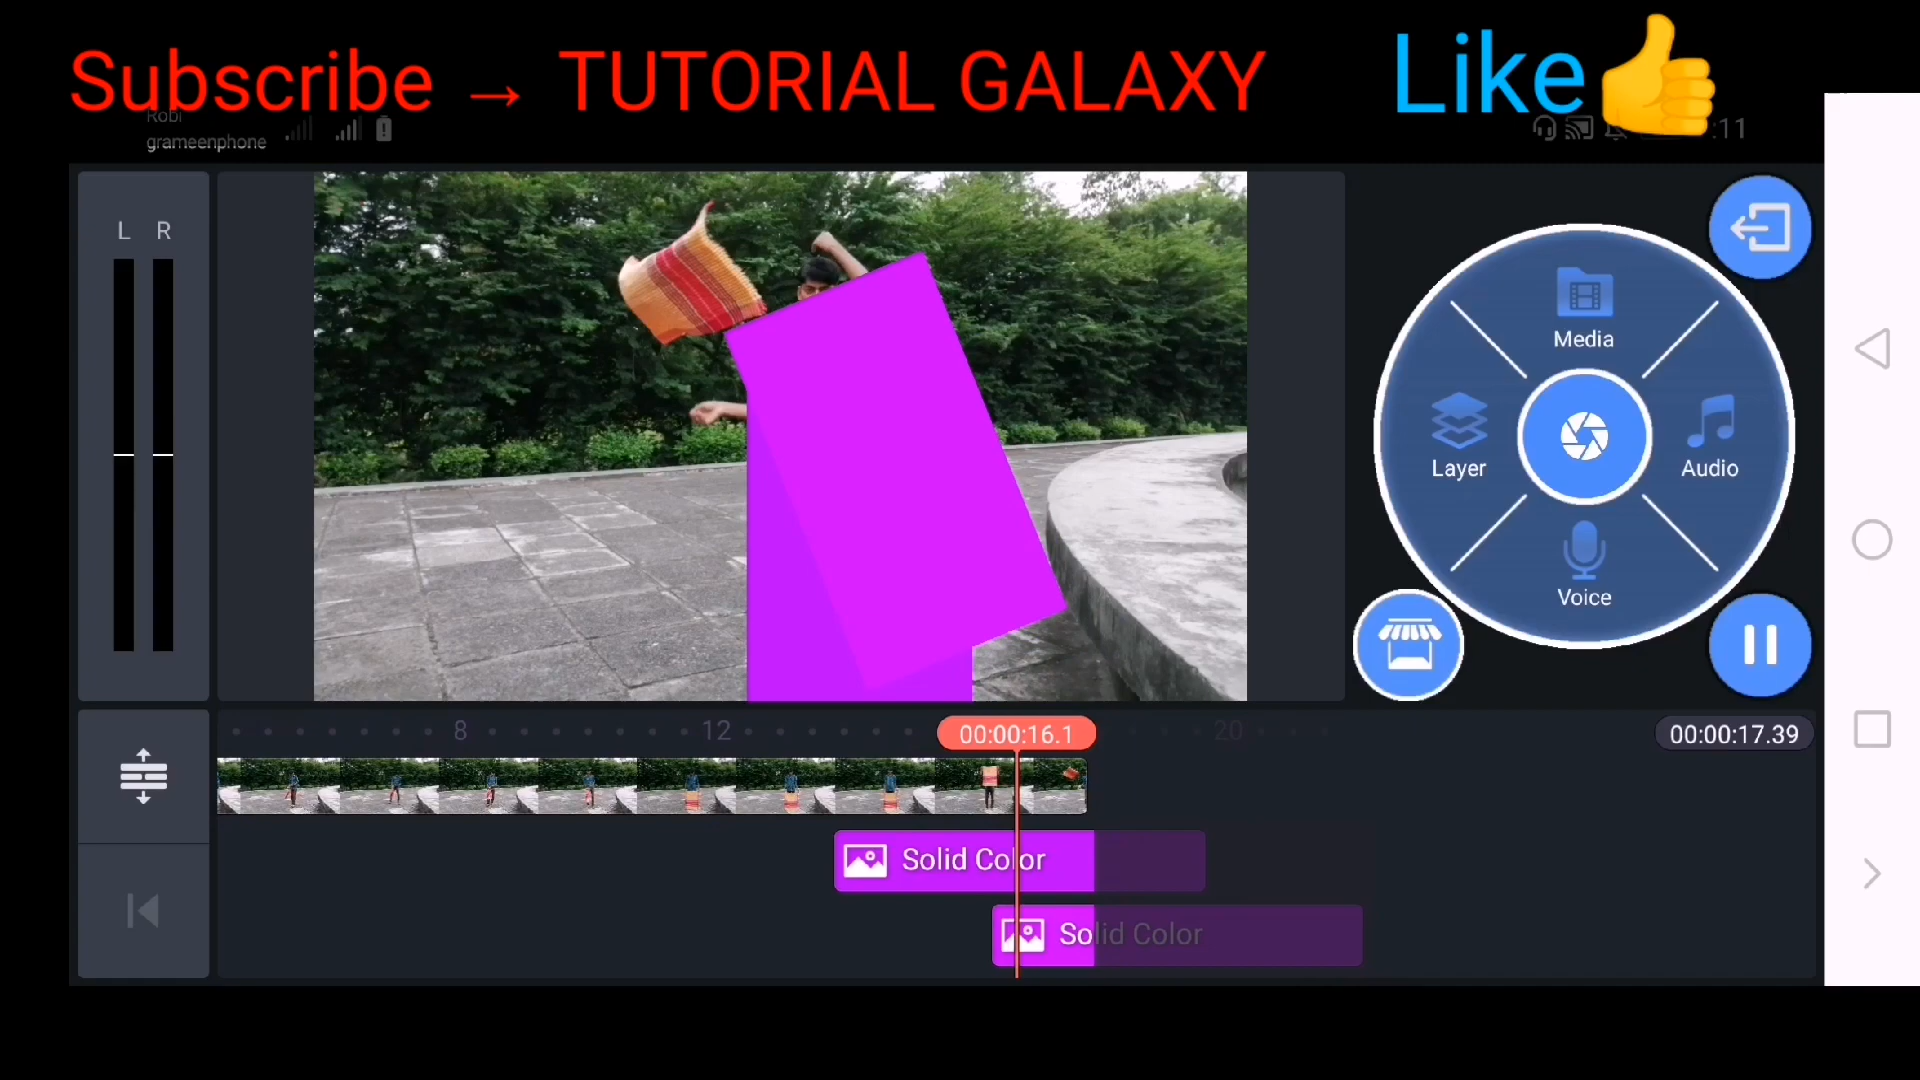 Subscribe → TUTORIAL GALAXY Like👍
Robi
grameenphone
:11
L R
Media
Layer
Audio
Voice
8 12 00:00:16.1 20 00:00:17.39
Solid Color
Solid Color